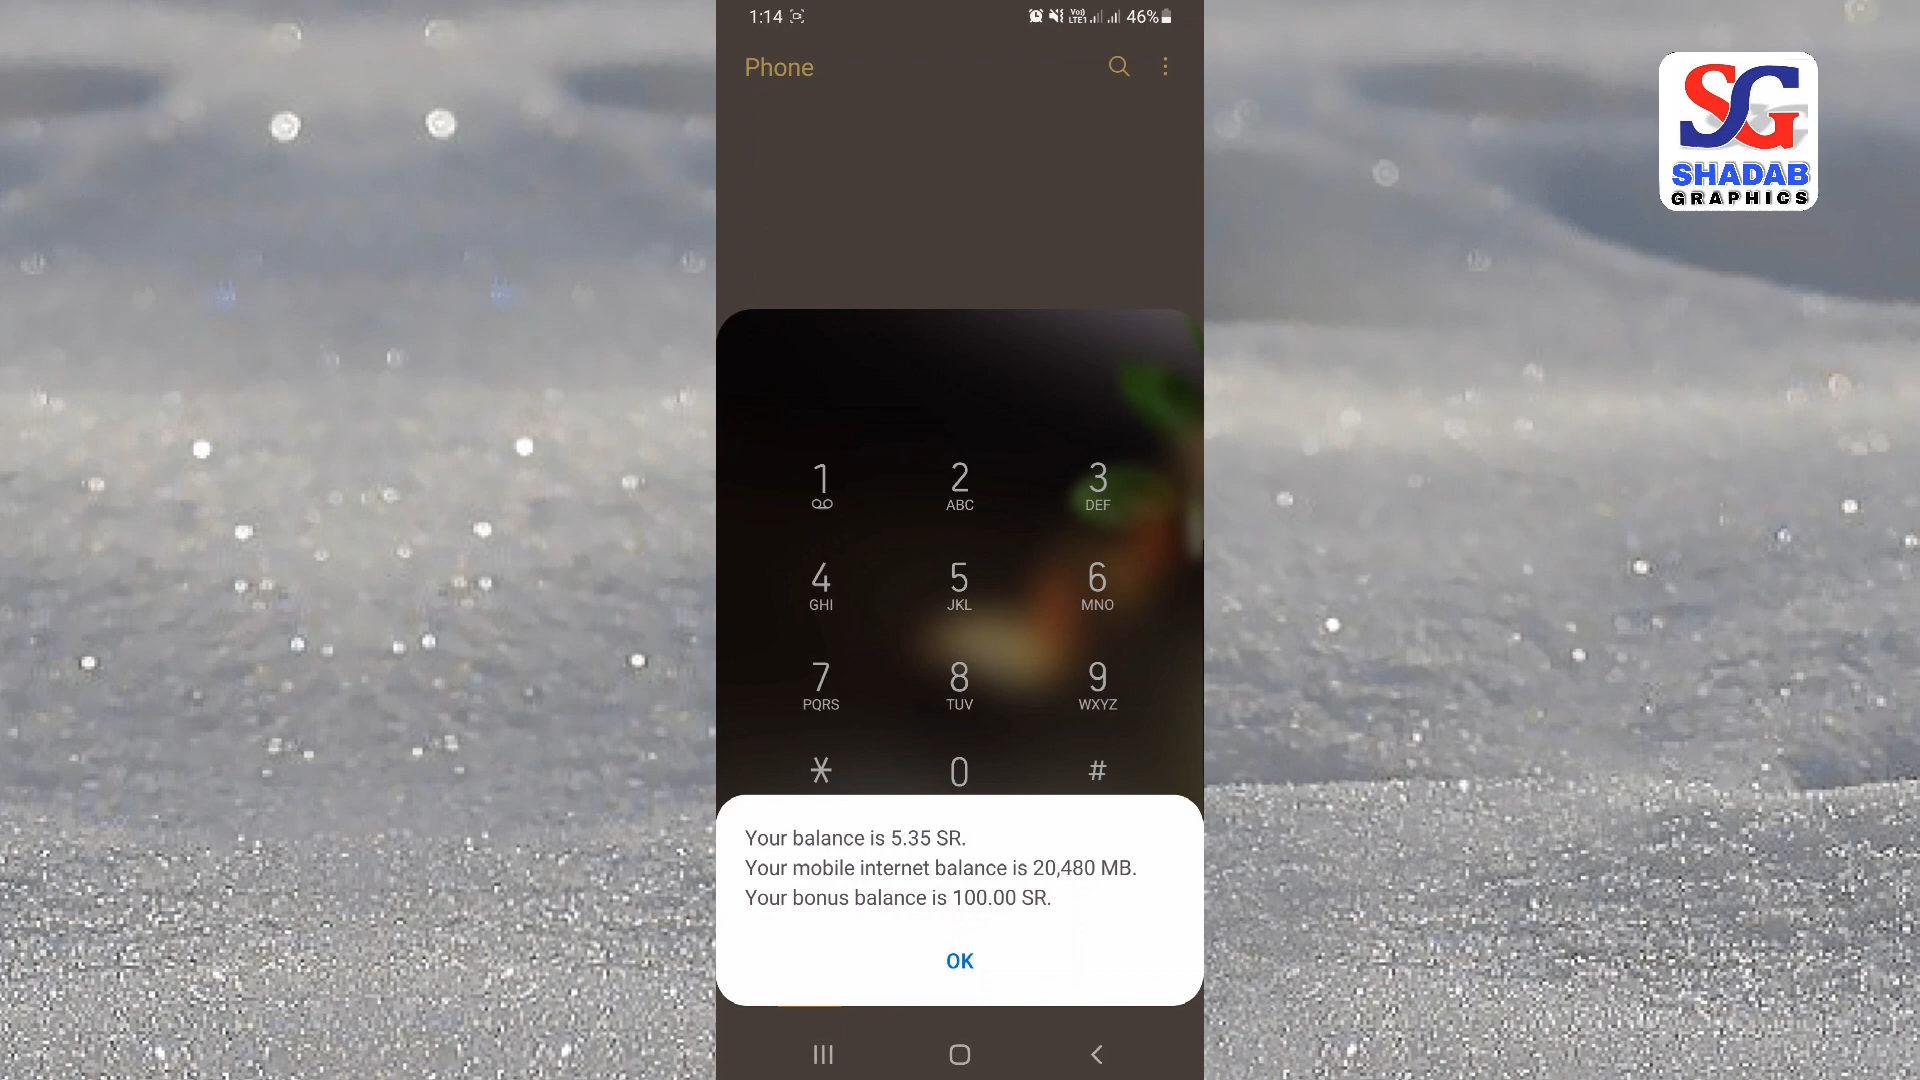 1:14
Vo)) LTE1 46%
Phone
SG
SHADAB
GRAPHICS
1 2 ABC 3 DEF
4 GHI 5 JKL 6 MNO
7 PQRS 8 TUV 9 WXYZ
* 0 #
Your balance is 5.35 SR.
Your mobile internet balance is 20,480 MB.
Your bonus balance is 100.00 SR.
OK